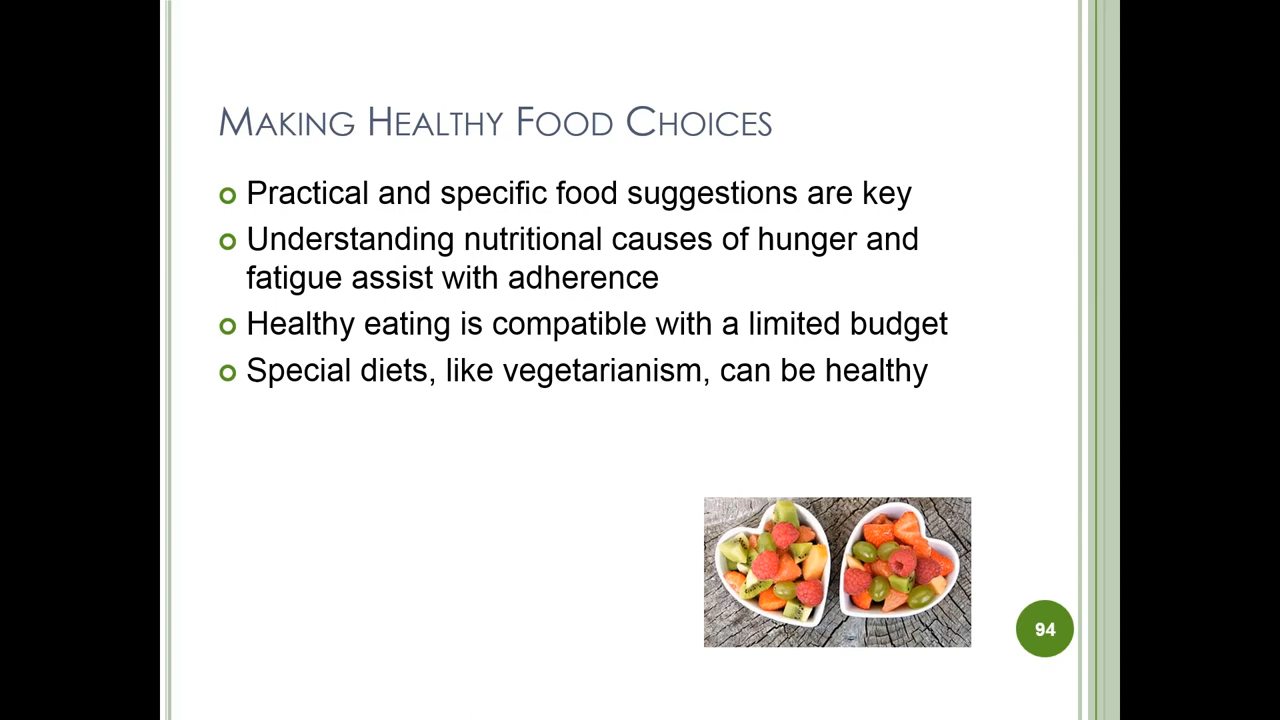 Making Healthy Food Choices
Practical and specific food suggestions are key
Understanding nutritional causes of hunger and
fatigue assist with adherence
Healthy eating is compatible with a limited budget
Special diets, like vegetarianism, can be healthy
94